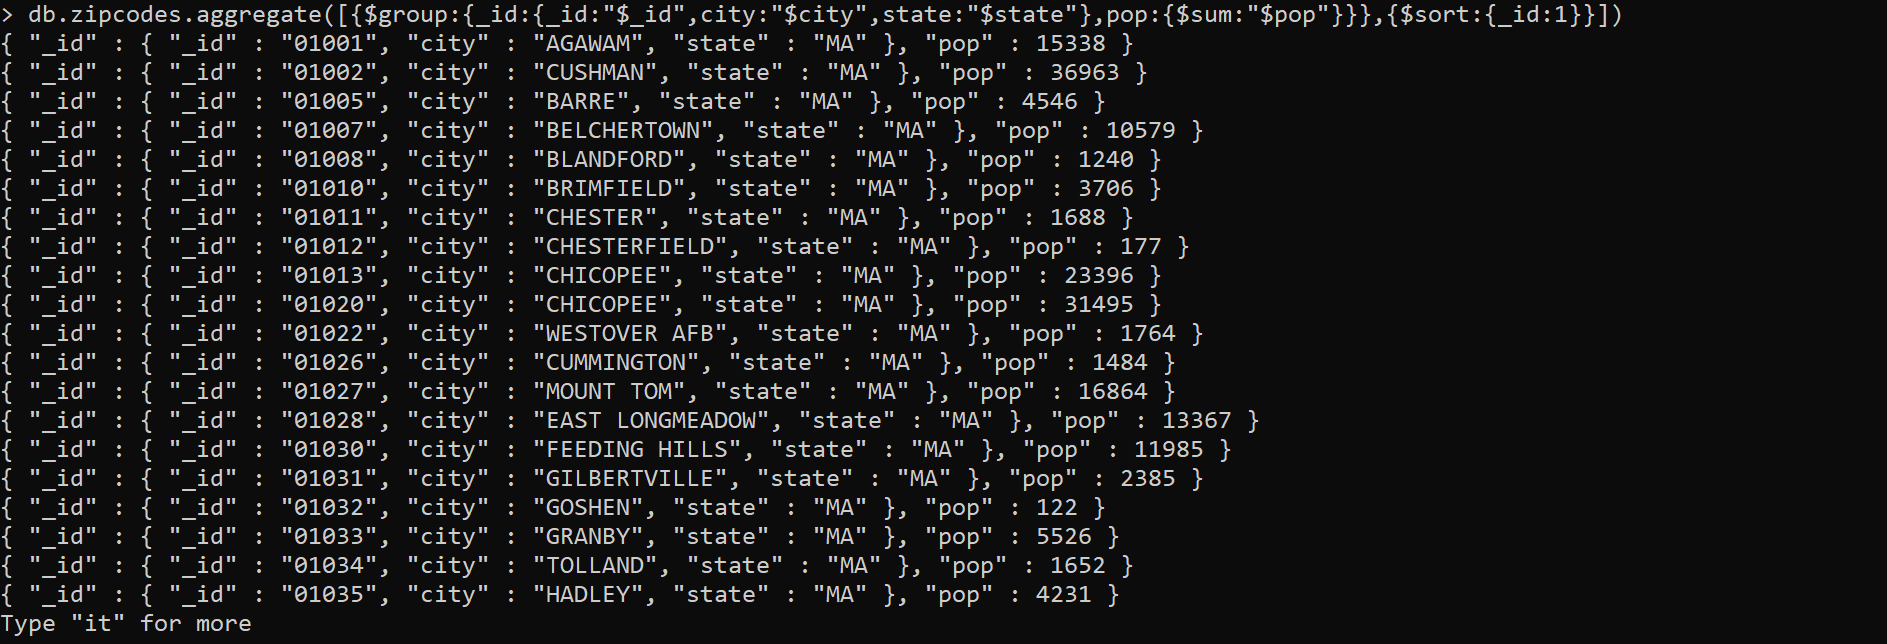 > db.zipcodes.aggregate([{$group:{_id:{_id:"$_id",city:"$city",state:"$state"},pop:{$sum:"$pop"}}},{$sort:{_id:1}}])
{ "_id" : { "_id" : "01001", "city" : "AGAWAM", "state" : "MA" }, "pop" : 15338 }
{ "_id" : { "_id" : "01002", "city" : "CUSHMAN", "state" : "MA" }, "pop" : 36963 }
{ "_id" : { "_id" : "01005", "city" : "BARRE", "state" : "MA" }, "pop" : 4546 }
{ "_id" : { "_id" : "01007", "city" : "BELCHERTOWN", "state" : "MA" }, "pop" : 10579 }
{ "_id" : { "_id" : "01008", "city" : "BLANDFORD", "state" : "MA" }, "pop" : 1240 }
{ "_id" : { "_id" : "01010", "city" : "BRIMFIELD", "state" : "MA" }, "pop" : 3706 }
{ "_id" : { "_id" : "01011", "city" : "CHESTER", "state" : "MA" }, "pop" : 1688 }
{ "_id" : { "_id" : "01012", "city" : "CHESTERFIELD", "state" : "MA" }, "pop" : 177 }
{ "_id" : { "_id" : "01013", "city" : "CHICOPEE", "state" : "MA" }, "pop" : 23396 }
{ "_id" : { "_id" : "01020", "city" : "CHICOPEE", "state" : "MA" }, "pop" : 31495 }
{ "_id" : { "_id" : "01022", "city" : "WESTOVER AFB", "state" : "MA" }, "pop" : 1764 }
{ "_id" : { "_id" : "01026", "city" : "CUMMINGTON", "state" : "MA" }, "pop" : 1484 }
{ "_id" : { "_id" : "01027", "city" : "MOUNT TOM", "state" : "MA" }, "pop" : 16864 }
{ "_id" : { "_id" : "01028", "city" : "EAST LONGMEADOW", "state" : "MA" }, "pop" : 13367 }
{ "_id" : { "_id" : "01030", "city" : "FEEDING HILLS", "state" : "MA" }, "pop" : 11985 }
{ "_id" : { "_id" : "01031", "city" : "GILBERTVILLE", "state" : "MA" }, "pop" : 2385 }
{ "_id" : { "_id" : "01032", "city" : "GOSHEN", "state" : "MA" }, "pop" : 122 }
{ "_id" : { "_id" : "01033", "city" : "GRANBY", "state" : "MA" }, "pop" : 5526 }
{ "_id" : { "_id" : "01034", "city" : "TOLLAND", "state" : "MA" }, "pop" : 1652 }
{ "_id" : { "_id" : "01035", "city" : "HADLEY", "state" : "MA" }, "pop" : 4231 }
Type "it" for more